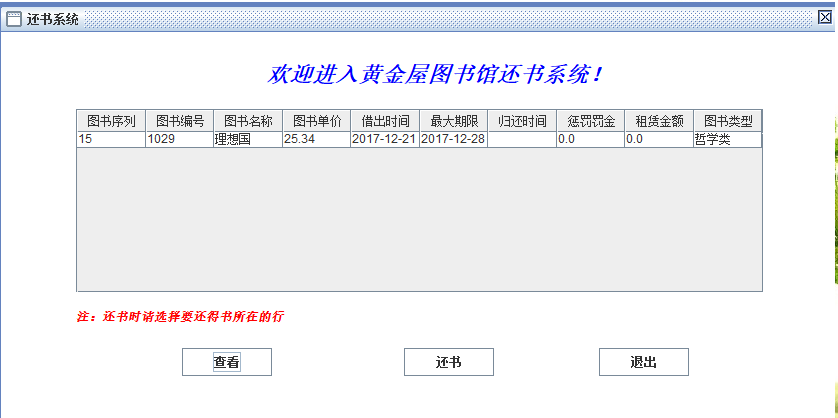 还书系统
欢迎进入黄金屋图书馆还书系统！
图书序列 图书编号 图书名称 图书单价 借出时间 最大期限 归还时间 惩罚罚金 租赁金额 图书类型
15 1029 理想国 25.34 2017-12-21 2017-12-28 0.0 0.0 哲学类
注：还书时请选择要还得书所在的行
查看 还书 退出